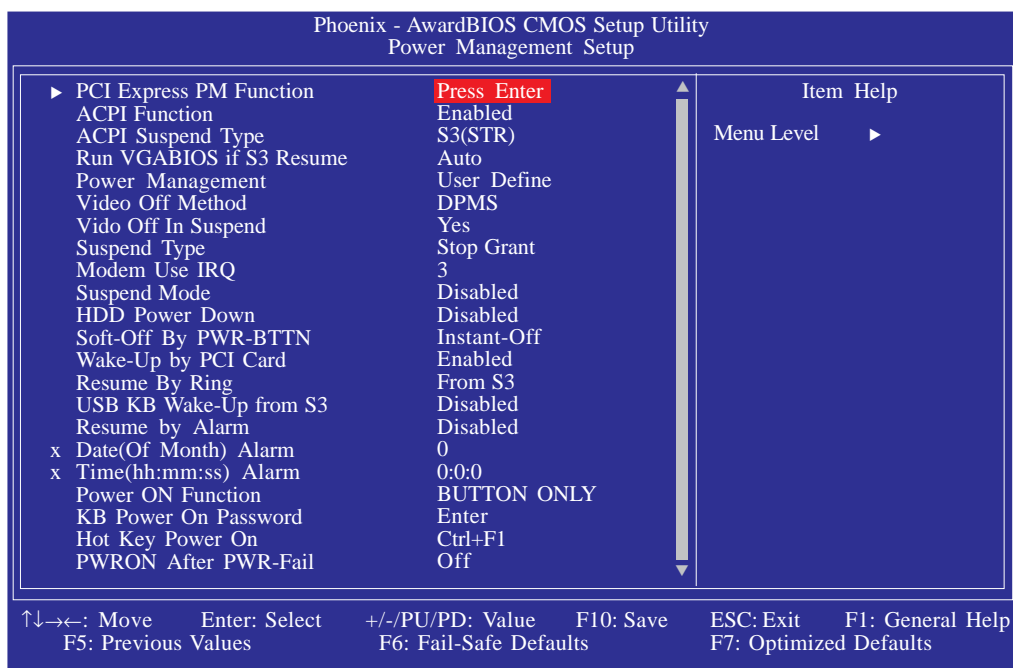 Phoenix - AwardBIOS CMOS Setup Utility
Power Management Setup
▶ PCI Express PM Function Press Enter
ACPI Function Enabled
ACPI Suspend Type S3(STR)
Run VGABIOS if S3 Resume Auto
Power Management User Define
Video Off Method DPMS
Vido Off In Suspend Yes
Suspend Type Stop Grant
Modem Use IRQ 3
Suspend Mode Disabled
HDD Power Down Disabled
Soft-Off By PWR-BTTN Instant-Off
Wake-Up by PCI Card Enabled
Resume By Ring From S3
USB KB Wake-Up from S3 Disabled
Resume by Alarm Disabled
x Date(Of Month) Alarm 0
x Time(hh:mm:ss) Alarm 0:0:0
Power ON Function BUTTON ONLY
KB Power On Password Enter
Hot Key Power On Ctrl+F1
PWRON After PWR-Fail Off
Item Help
Menu Level ▶
↑↓→←: Move Enter: Select +/-/PU/PD: Value F10: Save ESC: Exit F1: General Help
F5: Previous Values F6: Fail-Safe Defaults F7: Optimized Defaults